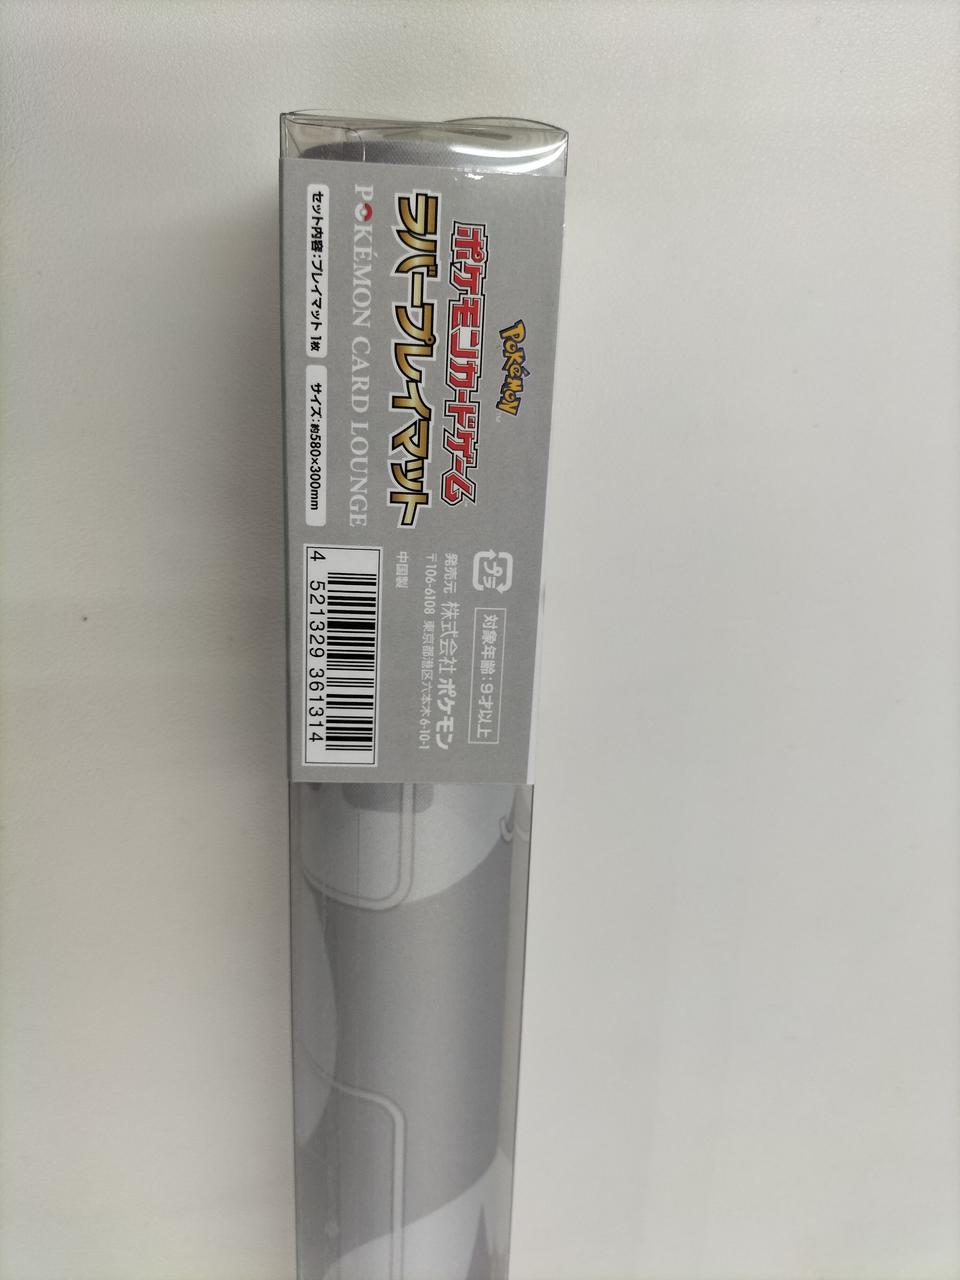 Pokémon
ポケモンカードゲーム
ラバープレイマット
POKÉMON CARD LOUNGE
セット内容:プレイマット1枚
サイズ:約580×300mm
プラ
対象年齢:9才以上
発売元 株式会社ポケモン
〒106-6108 東京都港区六本木6-10-1
中国製
4 521329 361314